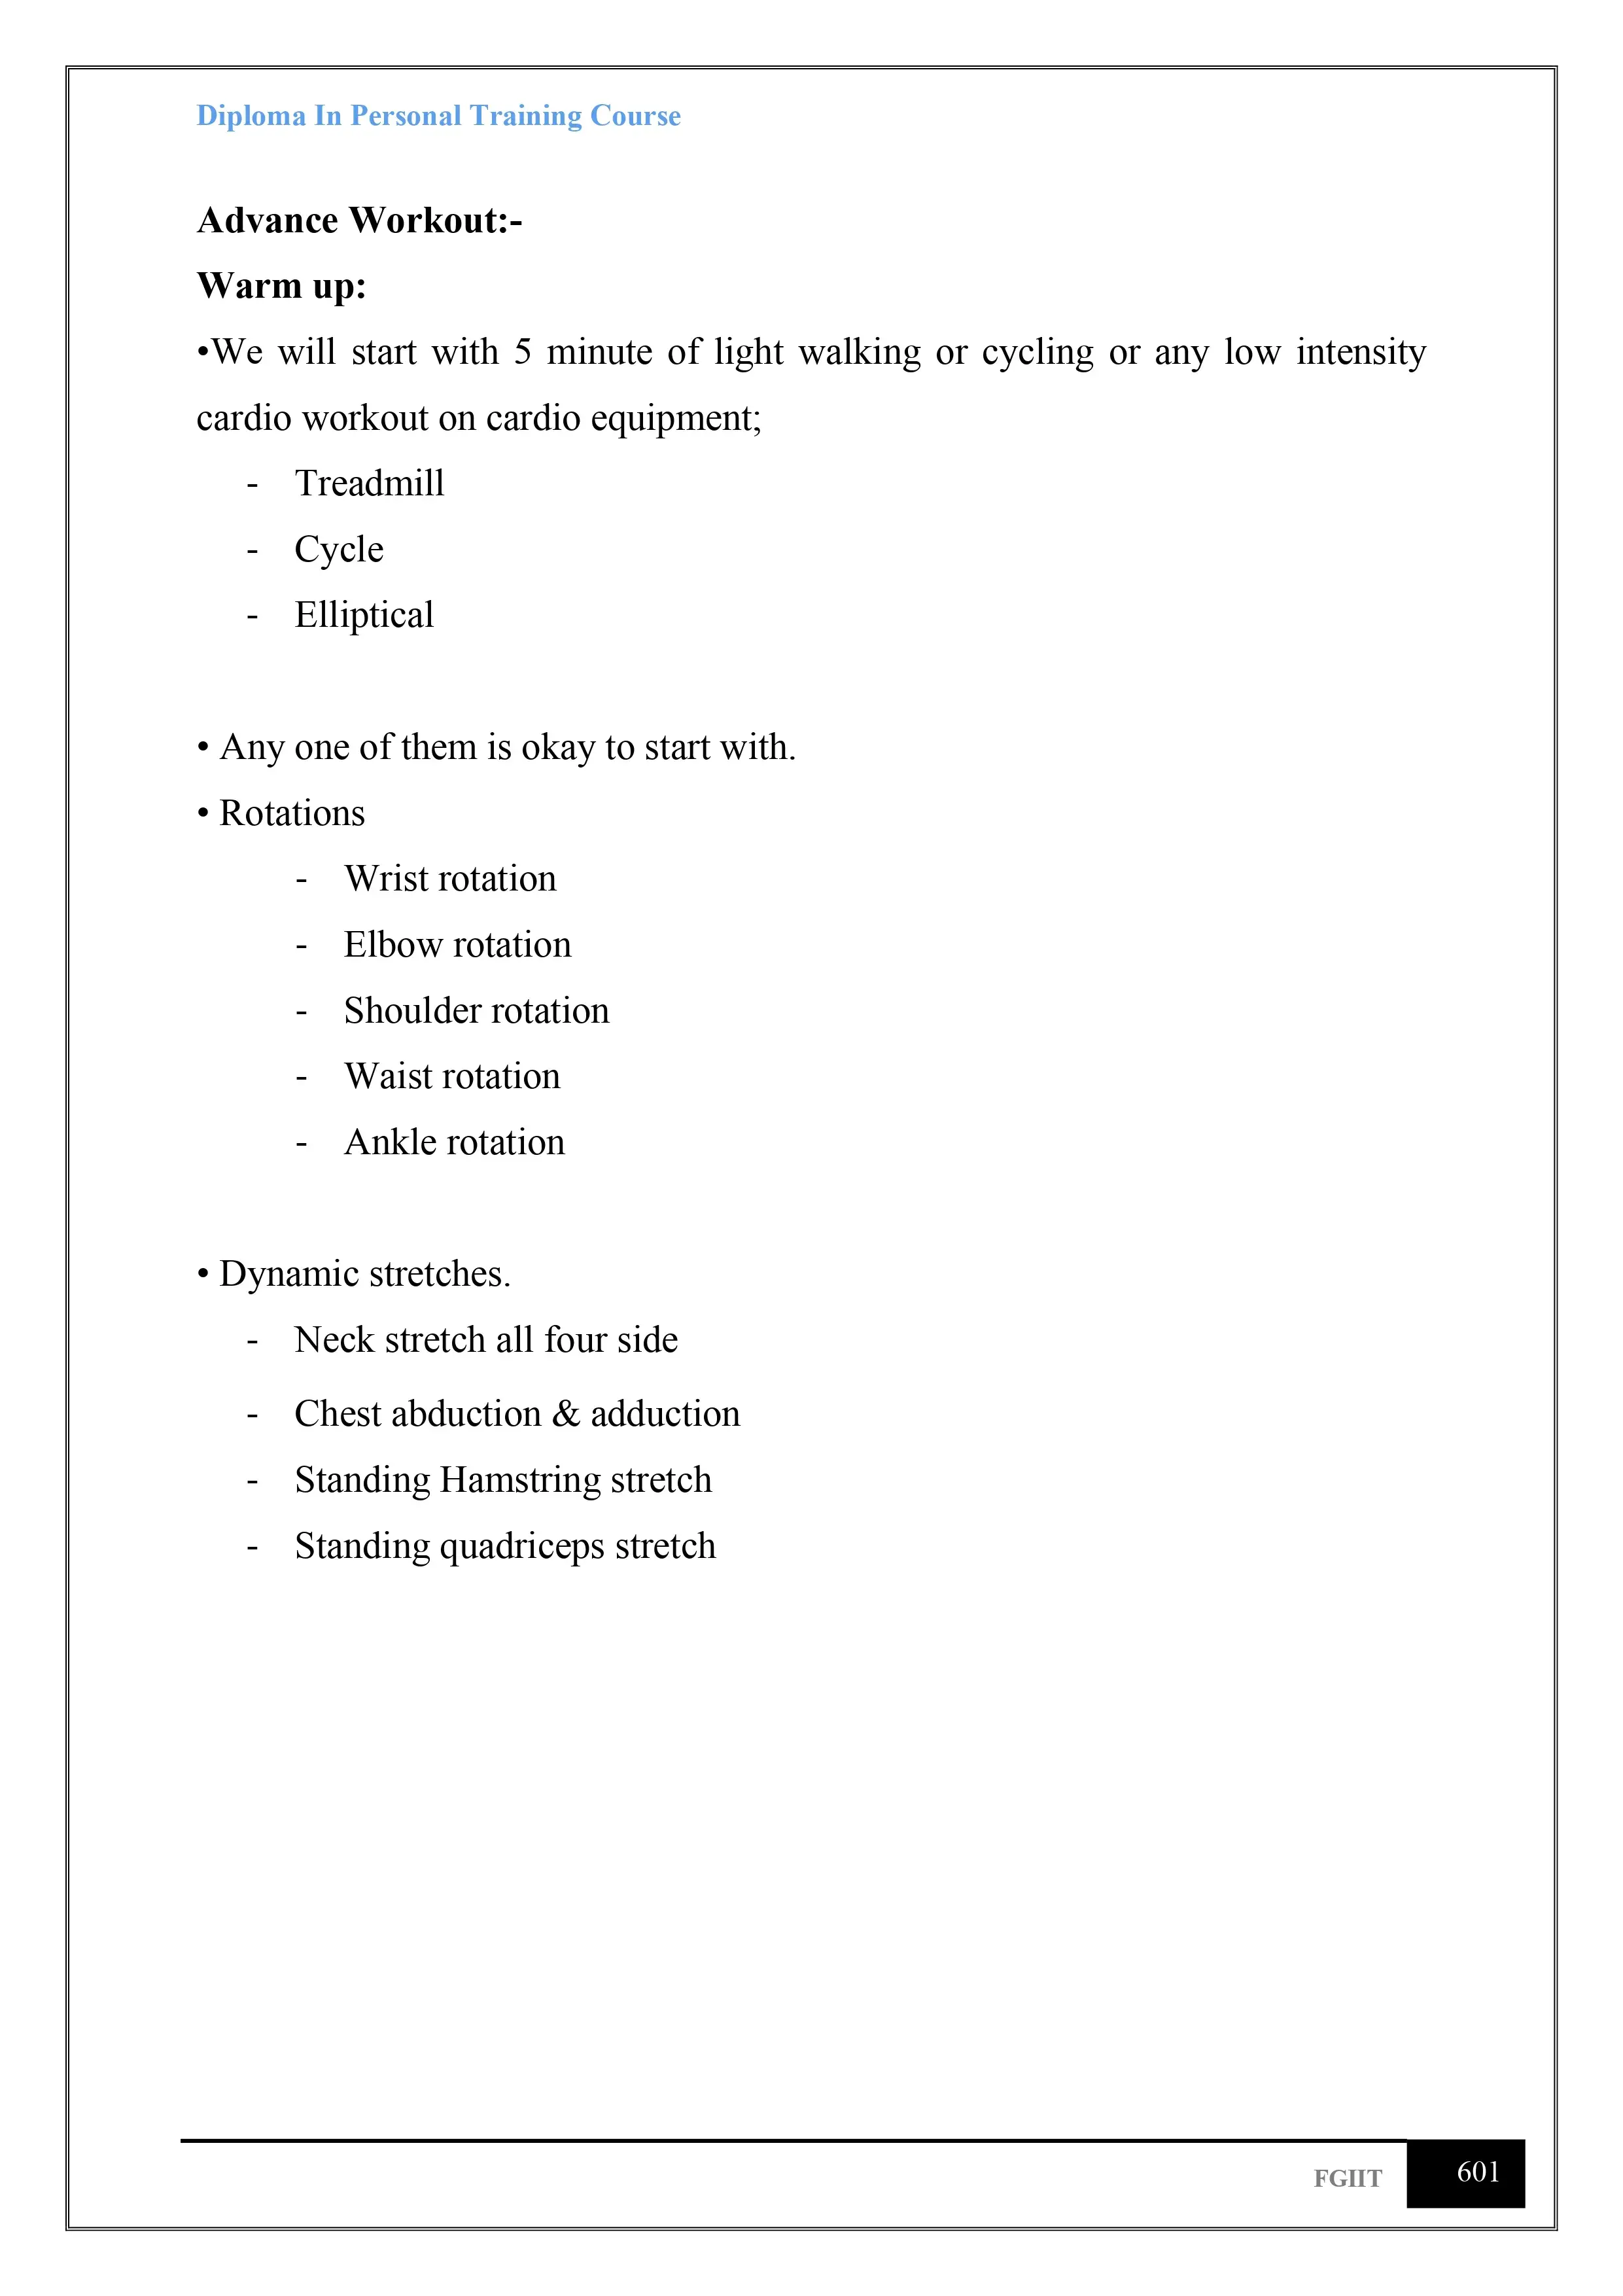 Diploma In Personal Training Course
Advance Workout:-
Warm up:
•We will start with 5 minute of light walking or cycling or any low intensity
cardio workout on cardio equipment;
- Treadmill
- Cycle
- Elliptical
• Any one of them is okay to start with.
• Rotations
- Wrist rotation
- Elbow rotation
- Shoulder rotation
- Waist rotation
- Ankle rotation
• Dynamic stretches.
- Neck stretch all four side
- Chest abduction & adduction
- Standing Hamstring stretch
- Standing quadriceps stretch
FGIIT 601